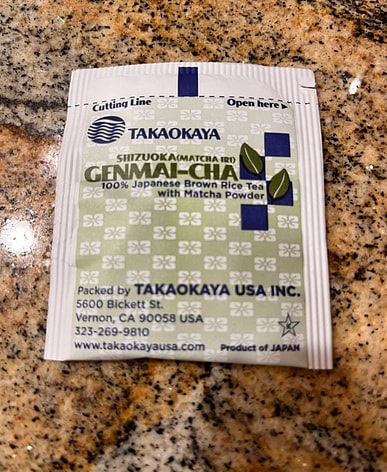 Cutting Line Open here
TAKAOKAYA
SHIZUOKA(MATCHA IRI)
GENMAI-CHA
100% Japanese Brown Rice Tea
with Matcha Powder
Packed by TAKAOKAYA USA INC.
5600 Bickett St.
Vernon, CA 90058 USA
323-269-9810
www.takaokayausa.com Product of JAPAN
K